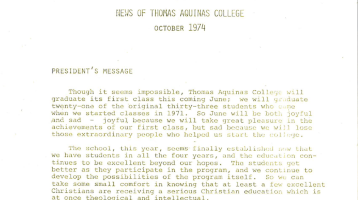 NEWS OF THOMAS AQUINAS COLLEGE
OCTOBER 1974
PRESIDENT'S MESSAGE
Though it seems impossible, Thomas Aquinas College will
graduate its first class this coming June; we will graduate
twenty-one of the original thirty-three students who were
when we started classes in 1971. So June will be both joyful
and sad - joyful because we will take great pleasure in the
achievements of our first class, but sad because we will lose
those extraordinary people who helped us start the college.
The school, this year, seems finally established now that
we have students in all the four years, and the education con-
tinues to be excellent beyond our hopes. The students get
better as they participate in the program, and we continue to
develop the possibilities of the program itself. So we can
take some small comfort in knowing that at least a few excellent
Christians are receiving a serious Christian education which is
at once theological and intellectual.